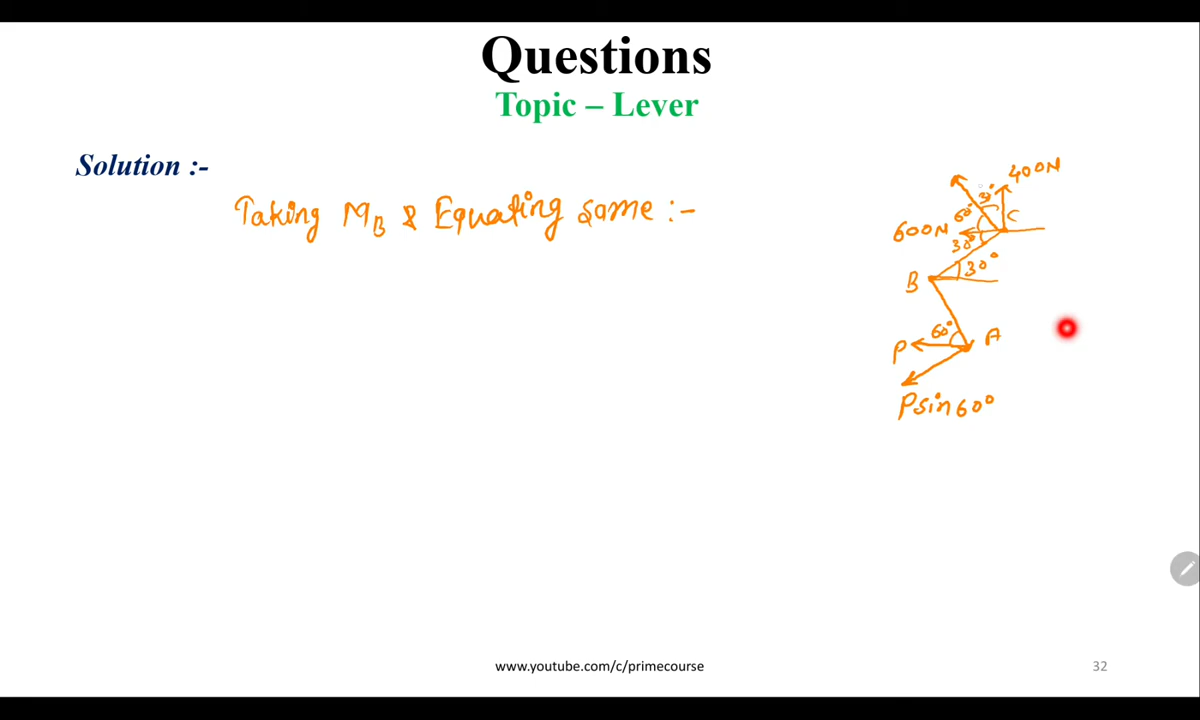 Questions
Topic – Lever
Solution :-
Taking MB & Equating same :-
400N
30°
60°
C
600N
30°
30°
B
60°
A
P
Psin60°
www.youtube.com/c/primecourse
32